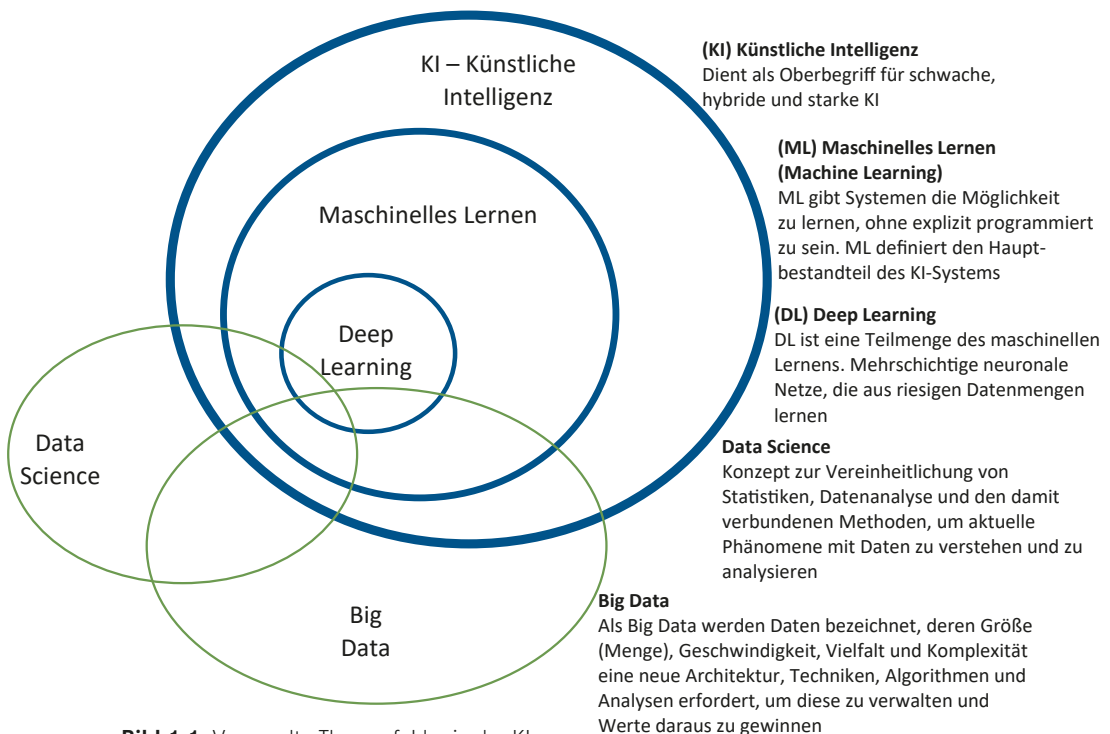 KI – Künstliche
Intelligenz
Maschinelles Lernen
Deep
Learning
Data
Science
Big
Data
(KI) Künstliche Intelligenz
Dient als Oberbegriff für schwache,
hybride und starke KI
(ML) Maschinelles Lernen
(Machine Learning)
ML gibt Systemen die Möglichkeit
zu lernen, ohne explizit programmiert
zu sein. ML definiert den Haupt-
bestandteil des KI-Systems
(DL) Deep Learning
DL ist eine Teilmenge des maschinellen
Lernens. Mehrschichtige neuronale
Netze, die aus riesigen Datenmengen
lernen
Data Science
Konzept zur Vereinheitlichung von
Statistiken, Datenanalyse und den damit
verbundenen Methoden, um aktuelle
Phänomene mit Daten zu verstehen und zu
analysieren
Big Data
Als Big Data werden Daten bezeichnet, deren Größe
(Menge), Geschwindigkeit, Vielfalt und Komplexität
eine neue Architektur, Techniken, Algorithmen und
Analysen erfordert, um diese zu verwalten und
Werte daraus zu gewinnen